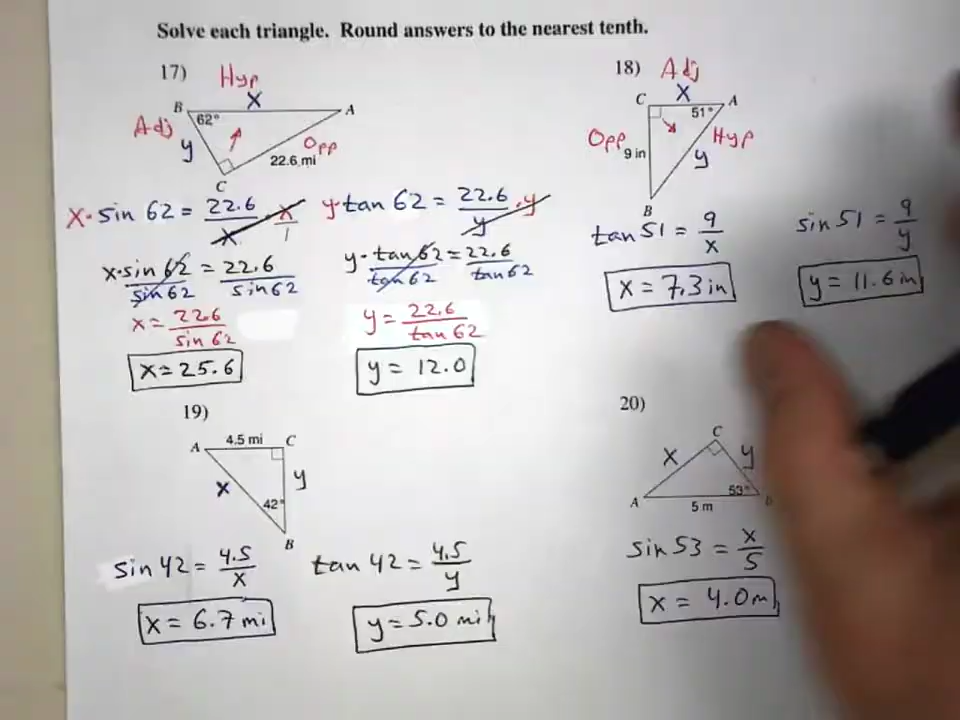 Solve each triangle. Round answers to the nearest tenth.
17) Hyp
B 62° x A
Adj y Opp
22.6 mi
C
x · sin 62 = 22.6/x · x/1
y · tan 62 = 22.6/y · y
x · sin 62/sin 62 = 22.6/sin 62
y · tan 62/tan 62 = 22.6/tan 62
x = 22.6/sin 62
y = 22.6/tan 62
x = 25.6
y = 12.0
18) Adj
C x A
51°
Opp 9 in y Hyp
B
tan 51 = 9/x
sin 51 = 9/y
x = 7.3 in
y = 11.6 in
19)
A 4.5 mi C
x y
42°
B
sin 42 = 4.5/x
tan 42 = 4.5/y
x = 6.7 mi
y = 5.0 mi
20)
C
x y
A 53°
5 m
sin 53 = x/5
x = 4.0 m